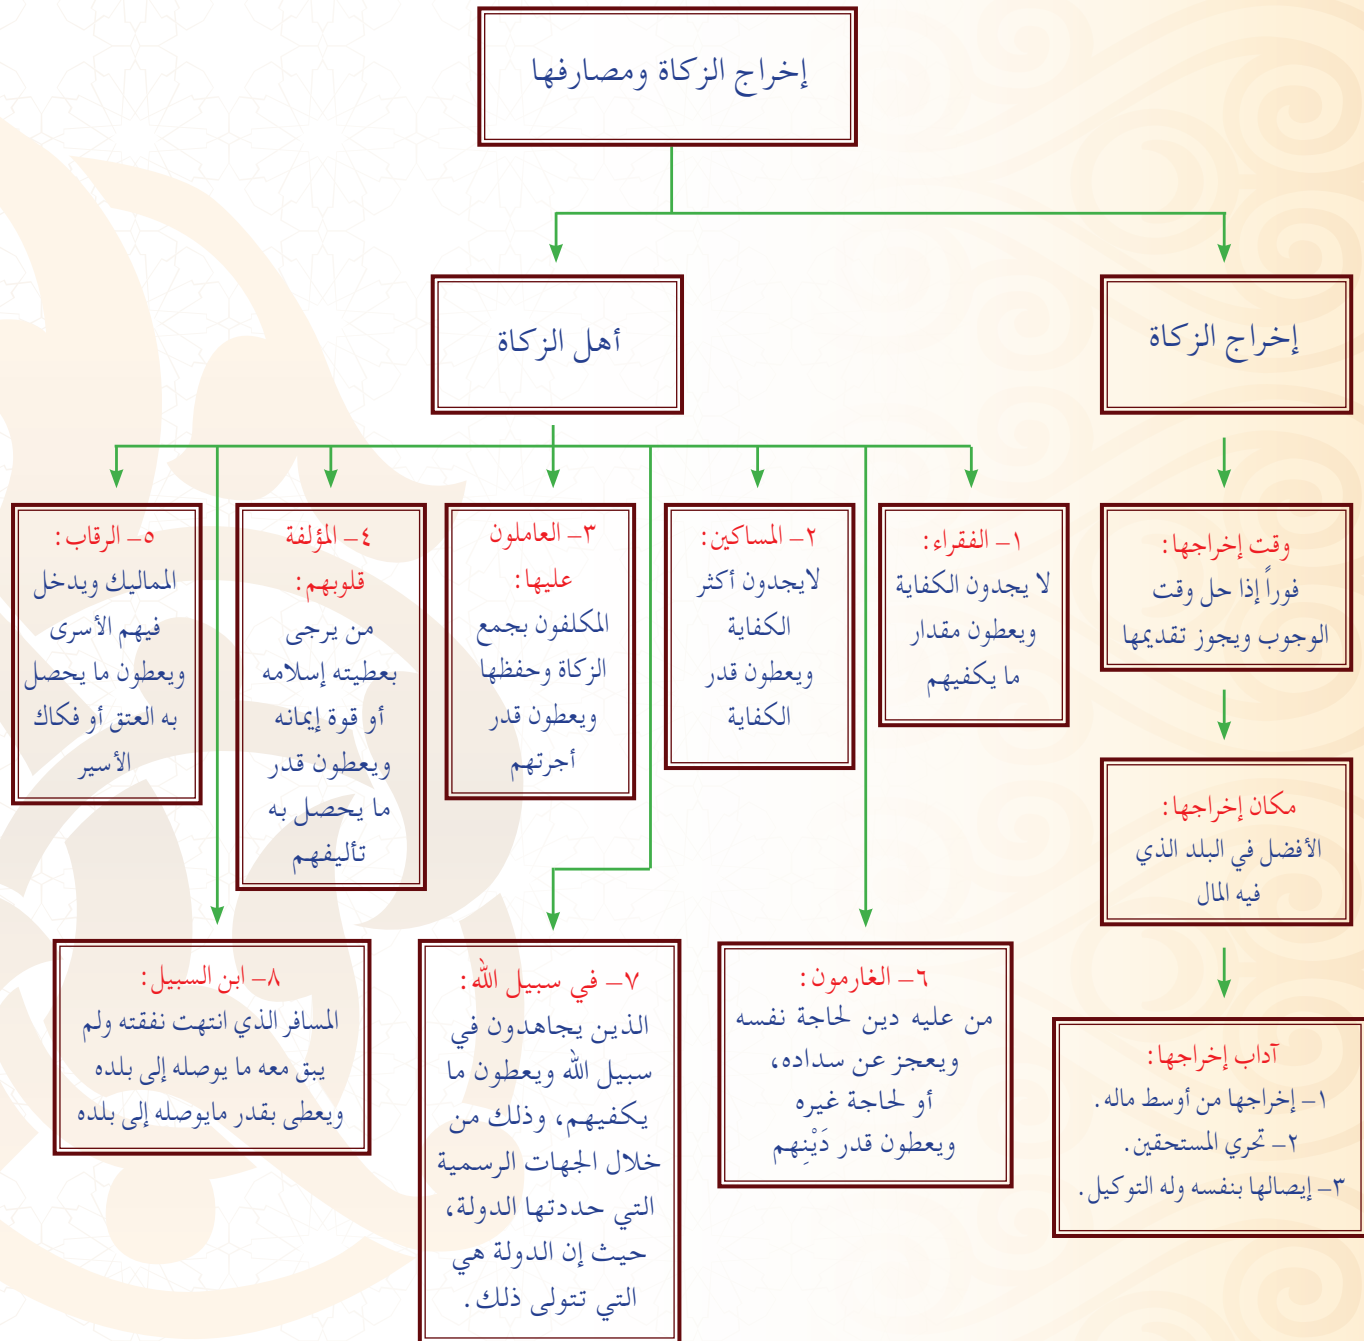 إخراج الزكاة ومصارفها
إخراج الزكاة
أهل الزكاة
وقت إخراجها:
فوراً إذا حل وقت
الوجوب ويجوز تقديمها
مكان إخراجها:
الأفضل في البلد الذي
فيه المال
آداب إخراجها:
١– إخراجها من أوسط ماله.
٢– تحري المستحقين.
٣– إيصالها بنفسه وله التوكيل.
١– الفقراء:
لا يجدون الكفاية
ويعطون مقدار
ما يكفيهم
٢– المساكين:
لايجدون أكثر
الكفاية
ويعطون قدر
الكفاية
٣– العاملون
عليها:
المكلفون بجمع
الزكاة وحفظها
ويعطون قدر
أجرتهم
٤– المؤلفة
قلوبهم:
من يرجى
بعطيته إسلامه
أو قوة إيمانه
ويعطون قدر
ما يحصل به
تأليفهم
٥– الرقاب:
المماليك ويدخل
فيهم الأسرى
ويعطون ما يحصل
به العتق أو فكاك
الأسير
٦– الغارمون:
من عليه دين لحاجة نفسه
ويعجز عن سداده،
أو لحاجة غيره
ويعطون قدر دَيْنِهم
٧– في سبيل الله:
الذين يجاهدون في
سبيل الله ويعطون ما
يكفيهم، وذلك من
خلال الجهات الرسمية
التي حددتها الدولة،
حيث إن الدولة هي
التي تتولى ذلك.
٨– ابن السبيل:
المسافر الذي انتهت نفقته ولم
يبق معه ما يوصله إلى بلده
ويعطى بقدر مايوصله إلى بلده